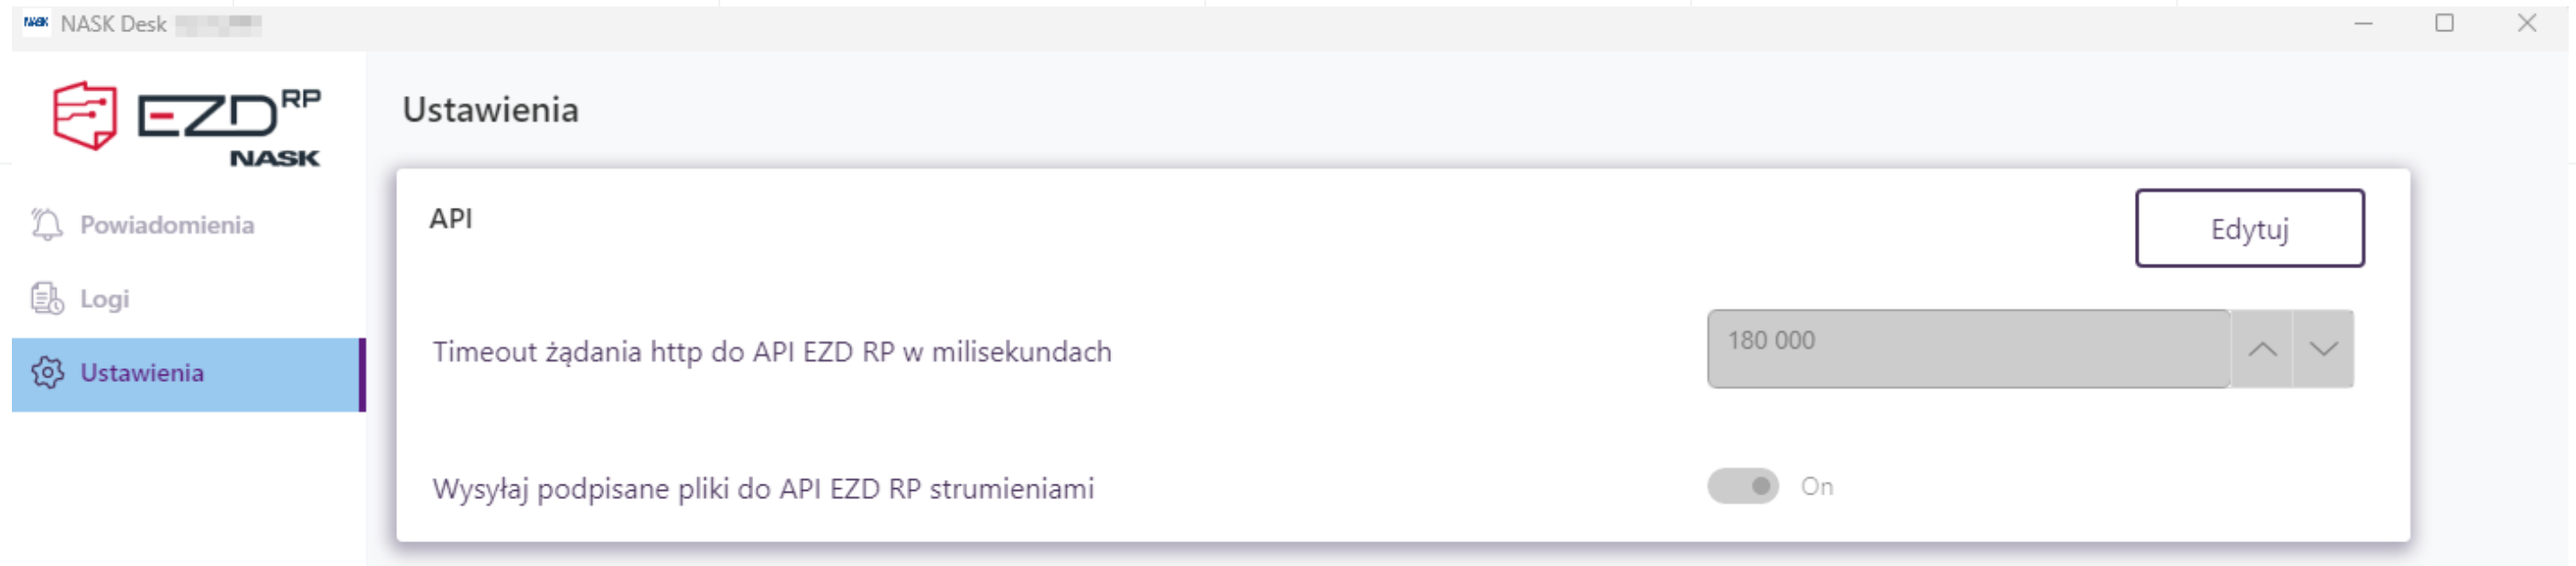 NASK NASK Desk
EZD RP
NASK
Powiadomienia
Logi
Ustawienia
Ustawienia
API
Edytuj
Timeout żądania http do API EZD RP w milisekundach
180 000
Wysyłaj podpisane pliki do API EZD RP strumieniami
On